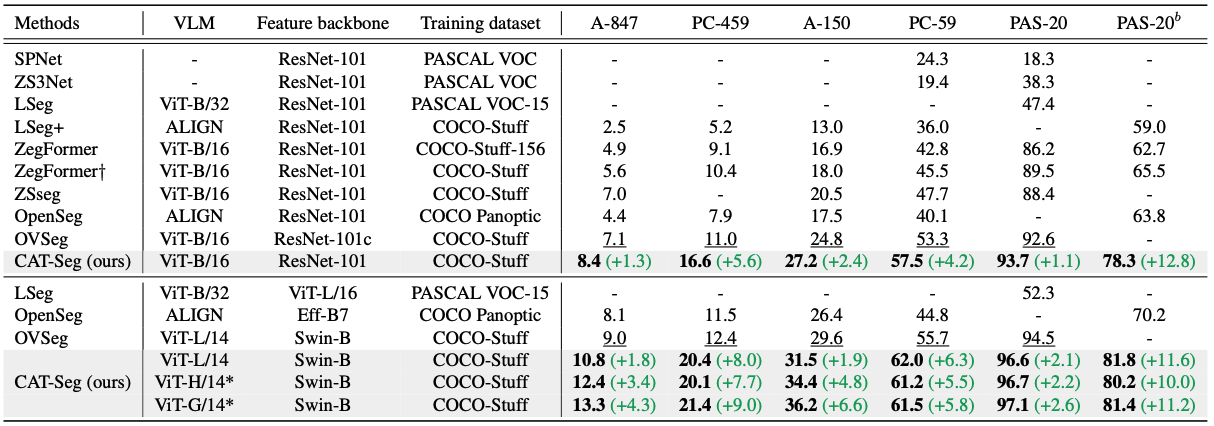 Methods VLM Feature backbone Training dataset A-847 PC-459 A-150 PC-59 PAS-20 PAS-20b
SPNet - ResNet-101 PASCAL VOC - - - 24.3 18.3 -
ZS3Net - ResNet-101 PASCAL VOC - - - 19.4 38.3 -
LSeg ViT-B/32 ResNet-101 PASCAL VOC-15 - - - - 47.4 -
LSeg+ ALIGN ResNet-101 COCO-Stuff 2.5 5.2 13.0 36.0 - 59.0
ZegFormer ViT-B/16 ResNet-101 COCO-Stuff-156 4.9 9.1 16.9 42.8 86.2 62.7
ZegFormer† ViT-B/16 ResNet-101 COCO-Stuff 5.6 10.4 18.0 45.5 89.5 65.5
ZSseg ViT-B/16 ResNet-101 COCO-Stuff 7.0 - 20.5 47.7 88.4 -
OpenSeg ALIGN ResNet-101 COCO Panoptic 4.4 7.9 17.5 40.1 - 63.8
OVSeg ViT-B/16 ResNet-101c COCO-Stuff 7.1 11.0 24.8 53.3 92.6 -
CAT-Seg (ours) ViT-B/16 ResNet-101 COCO-Stuff 8.4 (+1.3) 16.6 (+5.6) 27.2 (+2.4) 57.5 (+4.2) 93.7 (+1.1) 78.3 (+12.8)
LSeg ViT-B/32 ViT-L/16 PASCAL VOC-15 - - - - 52.3 -
OpenSeg ALIGN Eff-B7 COCO Panoptic 8.1 11.5 26.4 44.8 - 70.2
OVSeg ViT-L/14 Swin-B COCO-Stuff 9.0 12.4 29.6 55.7 94.5 -
ViT-L/14 Swin-B COCO-Stuff 10.8 (+1.8) 20.4 (+8.0) 31.5 (+1.9) 62.0 (+6.3) 96.6 (+2.1) 81.8 (+11.6)
CAT-Seg (ours) ViT-H/14* Swin-B COCO-Stuff 12.4 (+3.4) 20.1 (+7.7) 34.4 (+4.8) 61.2 (+5.5) 96.7 (+2.2) 80.2 (+10.0)
ViT-G/14* Swin-B COCO-Stuff 13.3 (+4.3) 21.4 (+9.0) 36.2 (+6.6) 61.5 (+5.8) 97.1 (+2.6) 81.4 (+11.2)